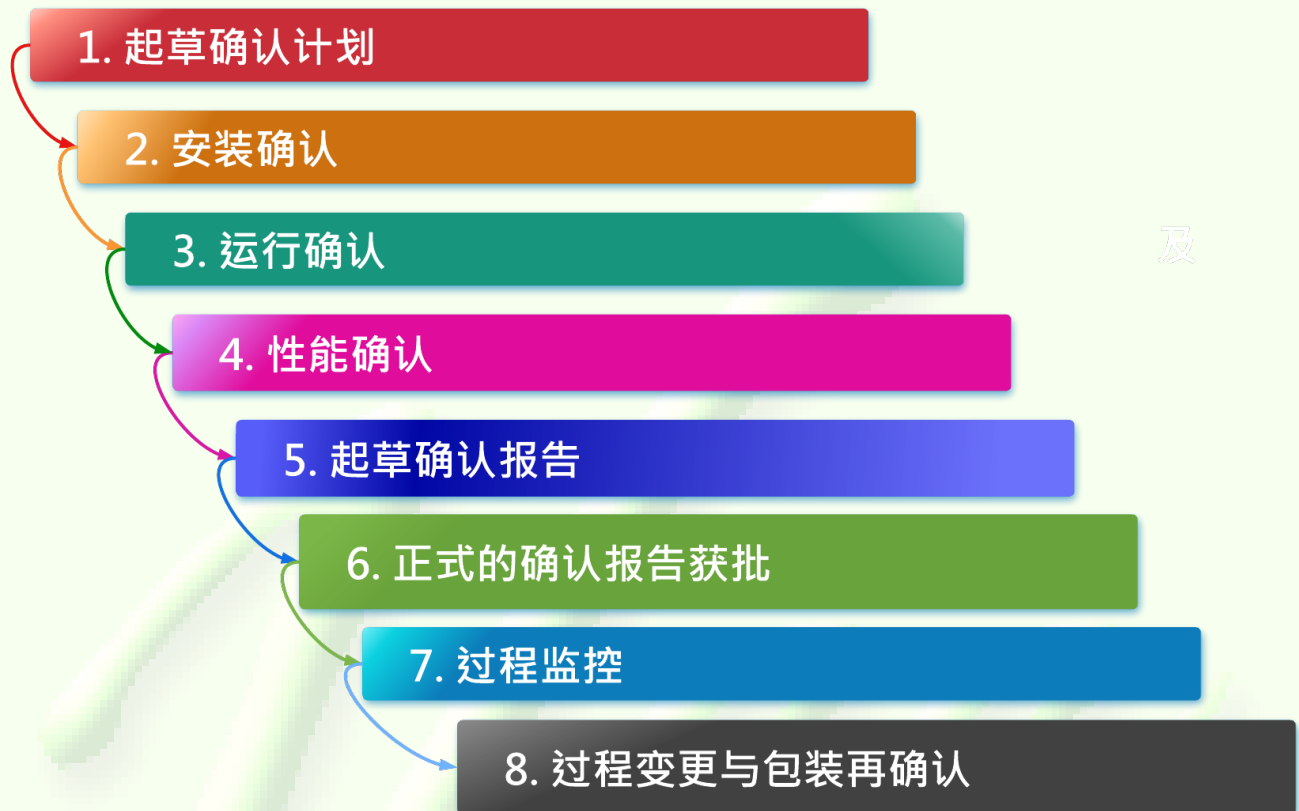 1. 起草确认计划
2. 安装确认
3. 运行确认
及
4. 性能确认
5. 起草确认报告
6. 正式的确认报告获批
7. 过程监控
8. 过程变更与包装再确认